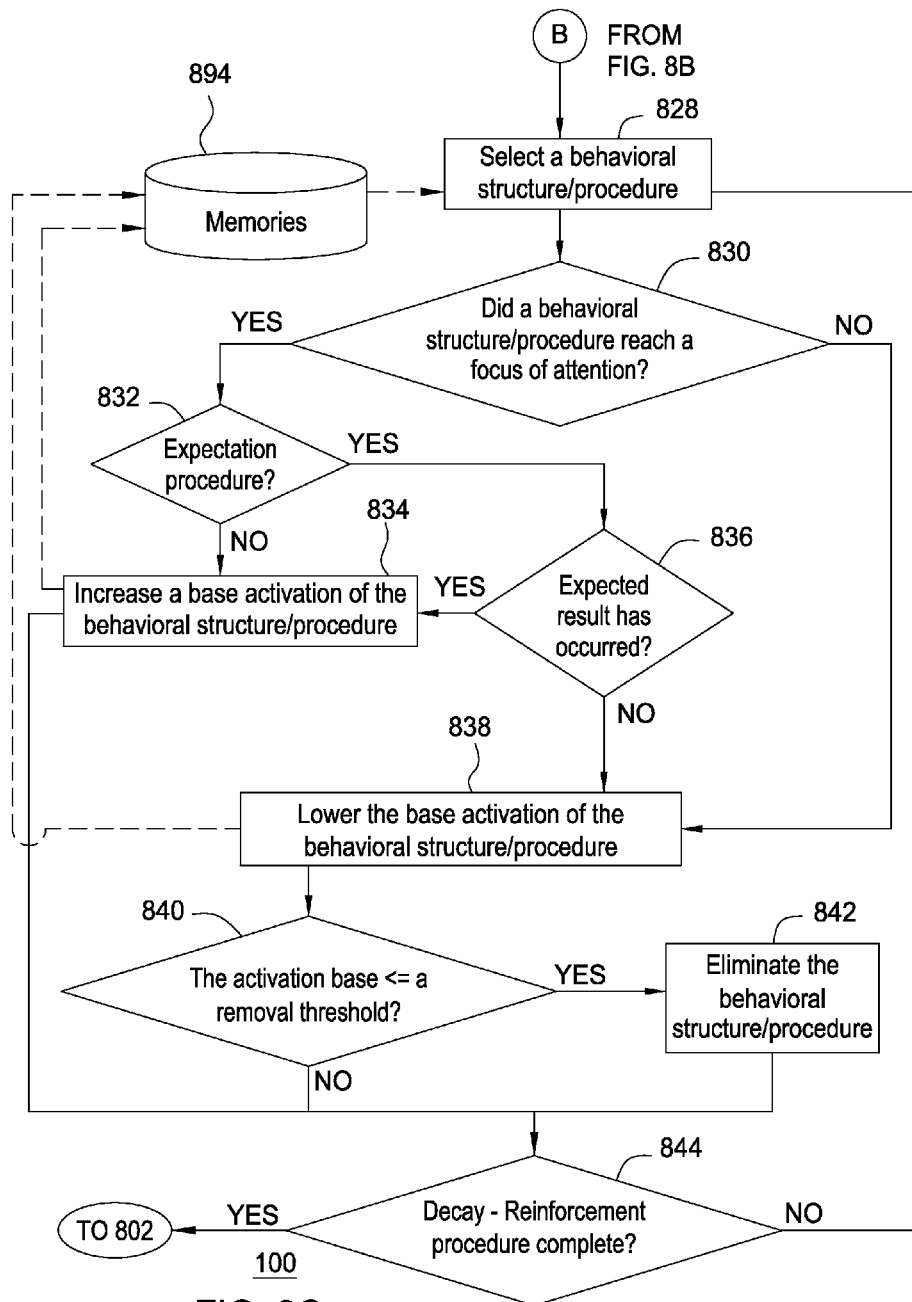 B
FROM
FIG. 8B
894
828
Select a behavioral
structure/procedure
Memories
830
Did a behavioral
structure/procedure reach a
focus of attention?
YES
NO
832
Expectation
procedure?
YES
NO
834
Increase a base activation of the
behavioral structure/procedure
YES
836
Expected
result has
occurred?
NO
838
Lower the base activation of the
behavioral structure/procedure
840
The activation base <= a
removal threshold?
YES
842
Eliminate the
behavioral
structure/procedure
NO
844
Decay - Reinforcement
procedure complete?
YES
NO
TO 802
100